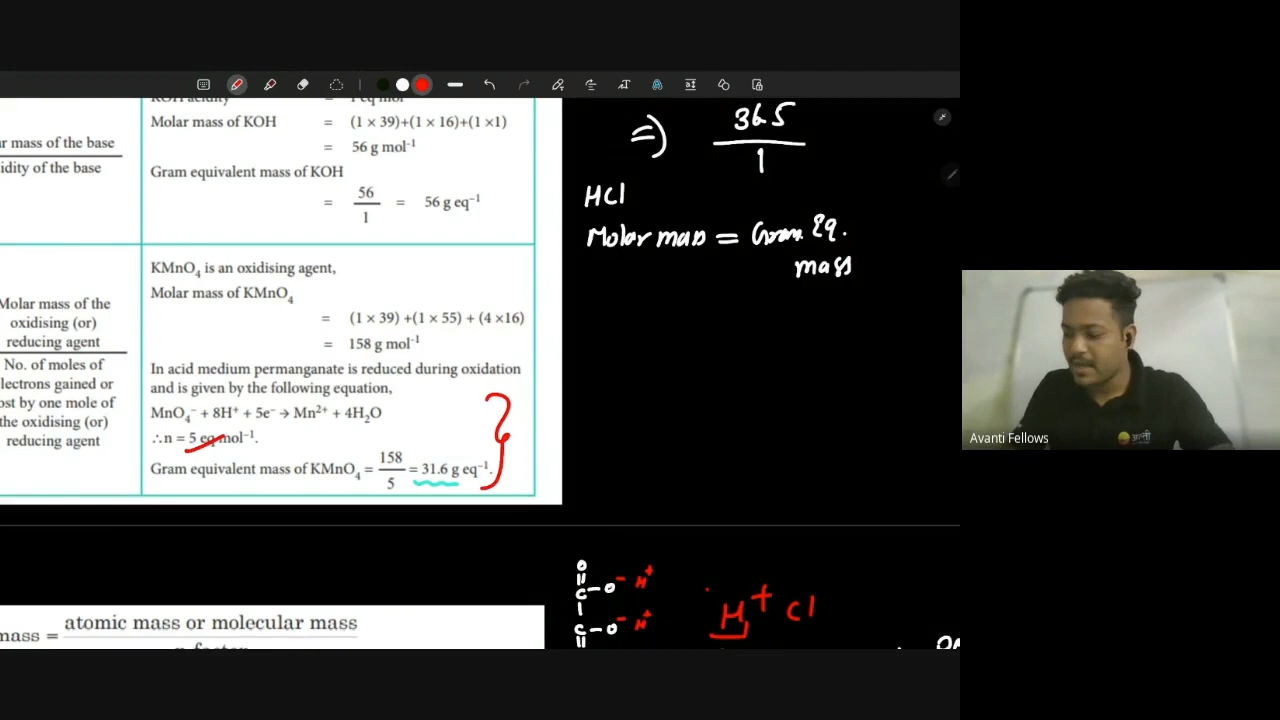 ar mass of the base
idity of the base
KOH acidity = 1 eq mol⁻¹
Molar mass of KOH = (1 × 39)+(1 × 16)+(1 ×1)
= 56 g mol⁻¹
Gram equivalent mass of KOH
= 56/1 = 56 g eq⁻¹
Molar mass of the
oxidising (or)
reducing agent
No. of moles of
lectrons gained or
ost by one mole of
the oxidising (or)
reducing agent
KMnO₄ is an oxidising agent,
Molar mass of KMnO₄
= (1 × 39) +(1 × 55) + (4 ×16)
= 158 g mol⁻¹
In acid medium permanganate is reduced during oxidation
and is given by the following equation,
MnO₄⁻ + 8H⁺ + 5e⁻ → Mn²⁺ + 4H₂O
∴n = 5 eq mol⁻¹.
Gram equivalent mass of KMnO₄ = 158/5 = 31.6 g eq⁻¹.
=) 36.5
1
HCl
Molar mass = Gram Eq.
mass
O
C-O⁻ H⁺
C-O⁻ H⁺
H⁺ Cl
mass = atomic mass or molecular mass
Avanti Fellows